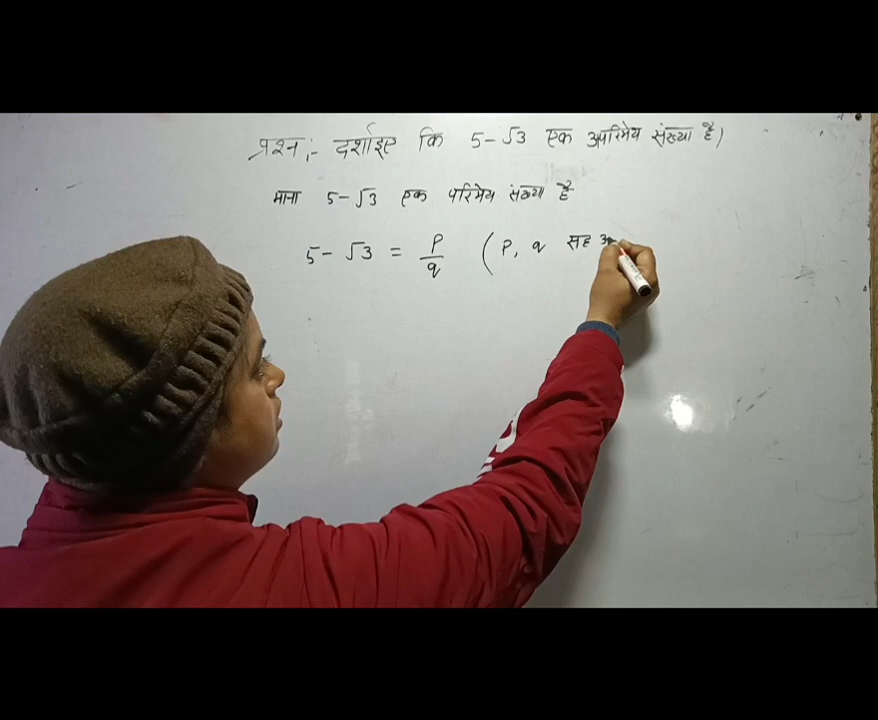 प्रश्न :- दर्शाइए कि 5-√3 एक अपरिमेय संख्या है)
माना 5-√3 एक परिमेय संख्या है
5-√3 = p/q (P, q सह अ